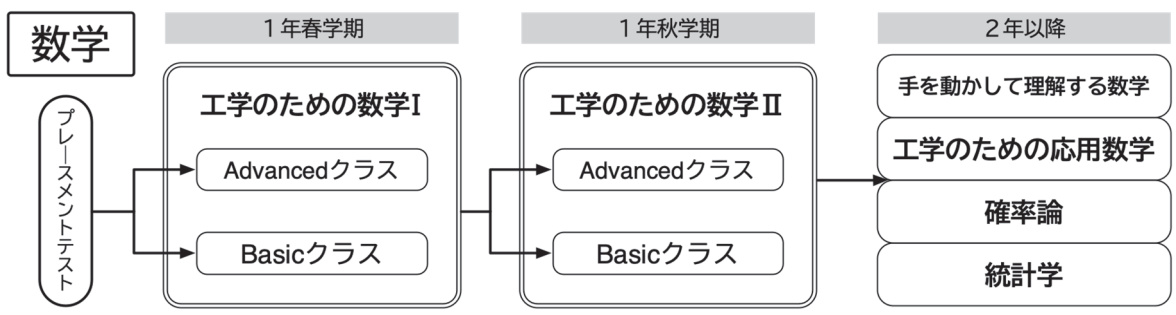 数学
プレースメントテスト
1年春学期
工学のための数学Ⅰ
Advancedクラス
Basicクラス
1年秋学期
工学のための数学Ⅱ
Advancedクラス
Basicクラス
2年以降
手を動かして理解する数学
工学のための応用数学
確率論
統計学